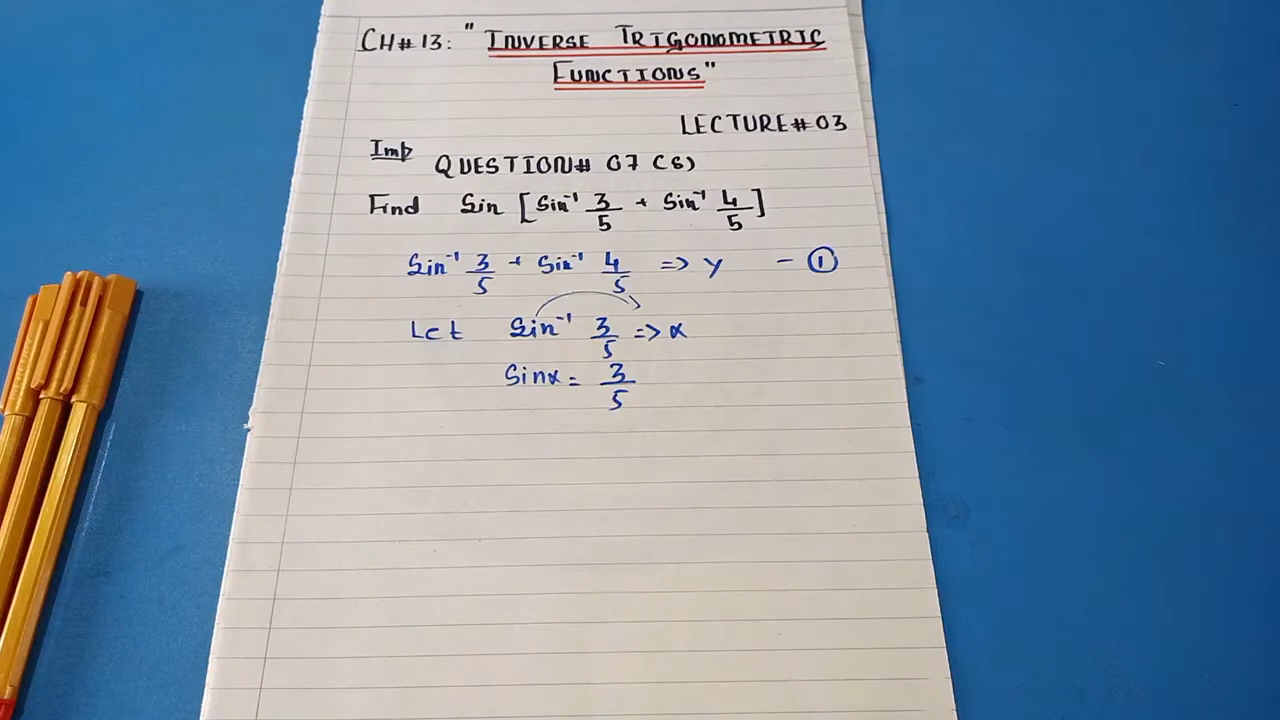 CH# 13: " INVERSE TRIGONOMETRIC
FUNCTIONS"
LECTURE# 03
Imp
QUESTION# 07 (s)
Find Sin [Sin⁻¹ 3/5 + Sin⁻¹ 4/5]
Sin⁻¹ 3/5 + Sin⁻¹ 4/5 => y - ①
Let Sin⁻¹ 3/5 => α
Sinα = 3/5